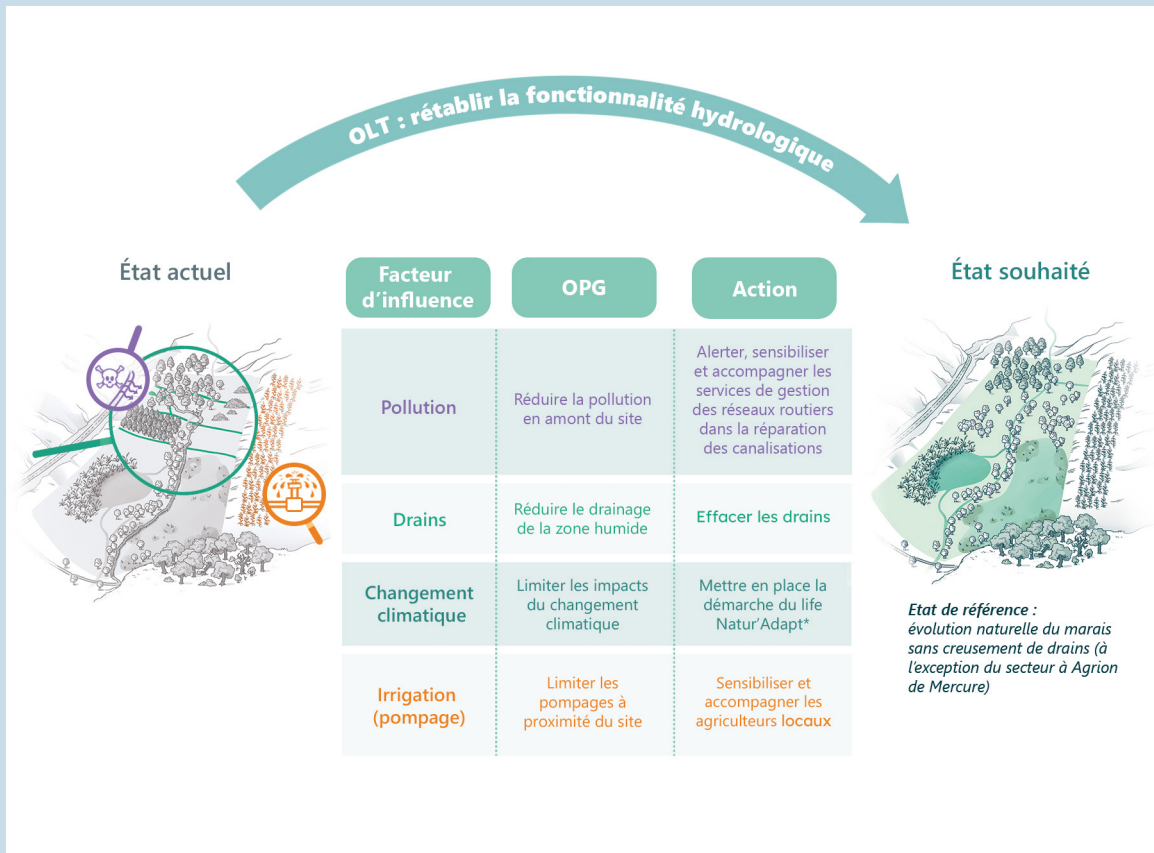 OLT : rétablir la fonctionnalité hydrologique
État actuel
État souhaité
Facteur
d'influence
OPG
Action
Pollution
Réduire la pollution
en amont du site
Alerter, sensibiliser
et accompagner les
services de gestion
des réseaux routiers
dans la réparation
des canalisations
Drains
Réduire le drainage
de la zone humide
Effacer les drains
Changement
climatique
Limiter les impacts
du changement
climatique
Mettre en place la
démarche du life
Natur'Adapt*
Irrigation
(pompage)
Limiter les
pompages à
proximité du site
Sensibiliser et
accompagner les
agriculteurs locaux
Etat de référence :
évolution naturelle du marais
sans creusement de drains (à
l'exception du secteur à Agrion
de Mercure)